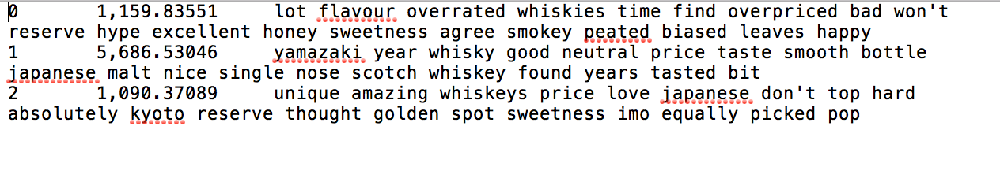 0 1,159.83551 lot flavour overrated whiskies time find overpriced bad won't
reserve hype excellent honey sweetness agree smokey peated biased leaves happy
1 5,686.53046 yamazaki year whisky good neutral price taste smooth bottle
japanese malt nice single nose scotch whiskey found years tasted bit
2 1,090.37089 unique amazing whiskeys price love japanese don't top hard
absolutely kyoto reserve thought golden spot sweetness imo equally picked pop